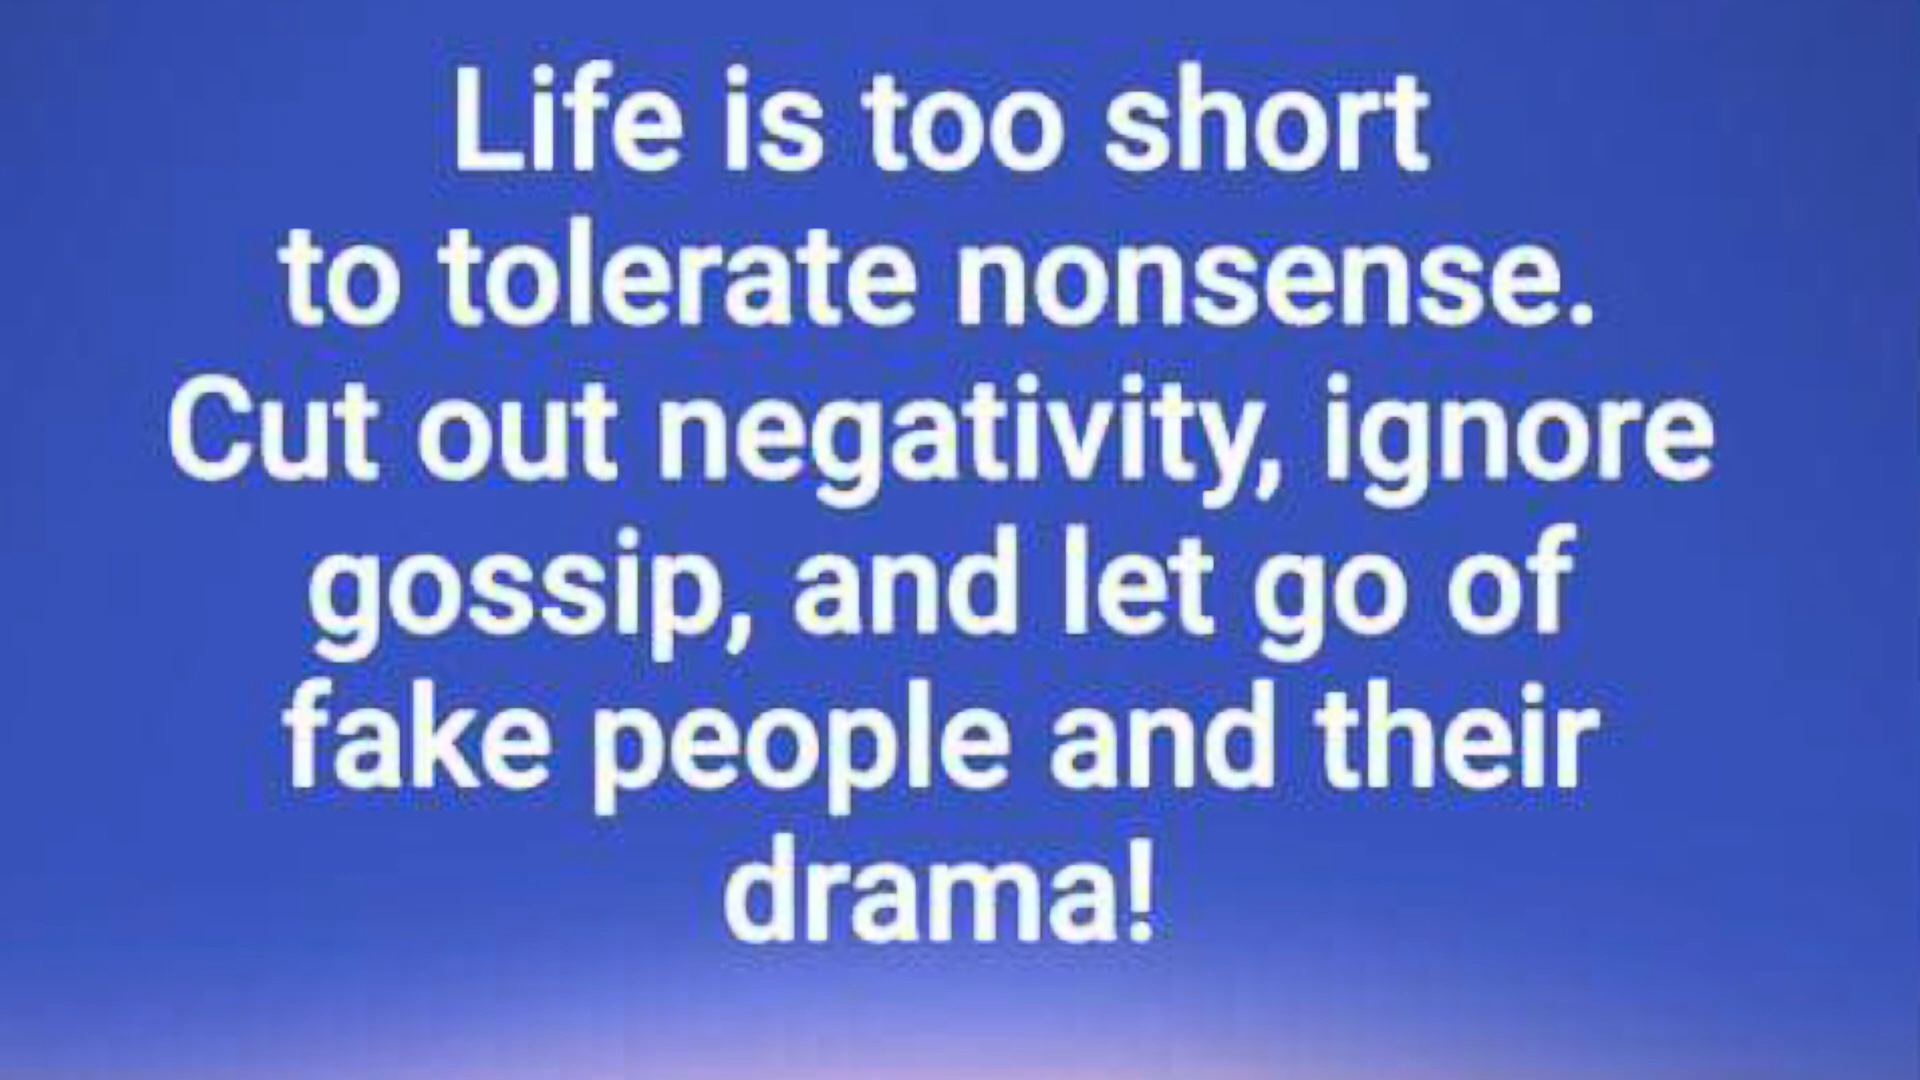 Life is too short
to tolerate nonsense.
Cut out negativity, ignore
gossip, and let go of
fake people and their
drama!